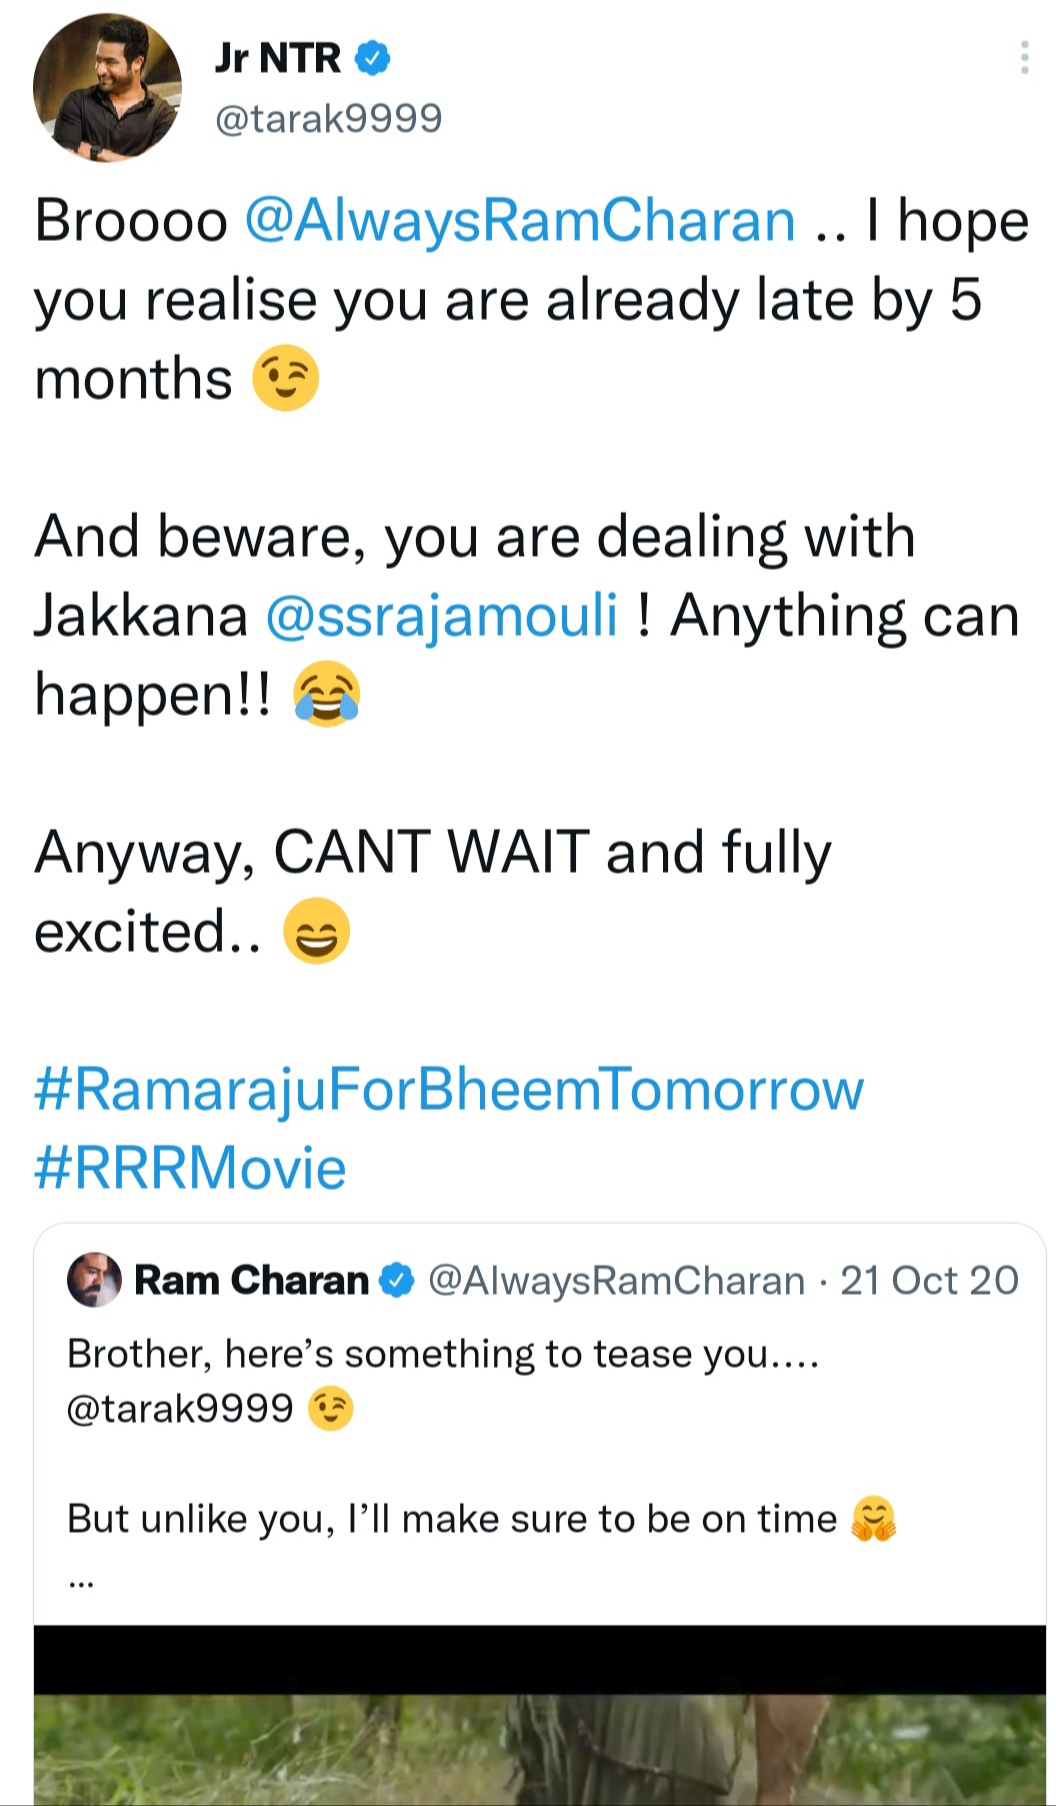 Jr NTR
@tarak9999
Broooo @AlwaysRamCharan .. I hope
you realise you are already late by 5
months 😉
And beware, you are dealing with
Jakkana @ssrajamouli ! Anything can
happen!! 😂
Anyway, CANT WAIT and fully
excited.. 😄
#RamarajuForBheemTomorrow
#RRRMovie
Ram Charan @AlwaysRamCharan · 21 Oct 20
Brother, here’s something to tease you....
@tarak9999 😉
But unlike you, I’ll make sure to be on time 🤗
...